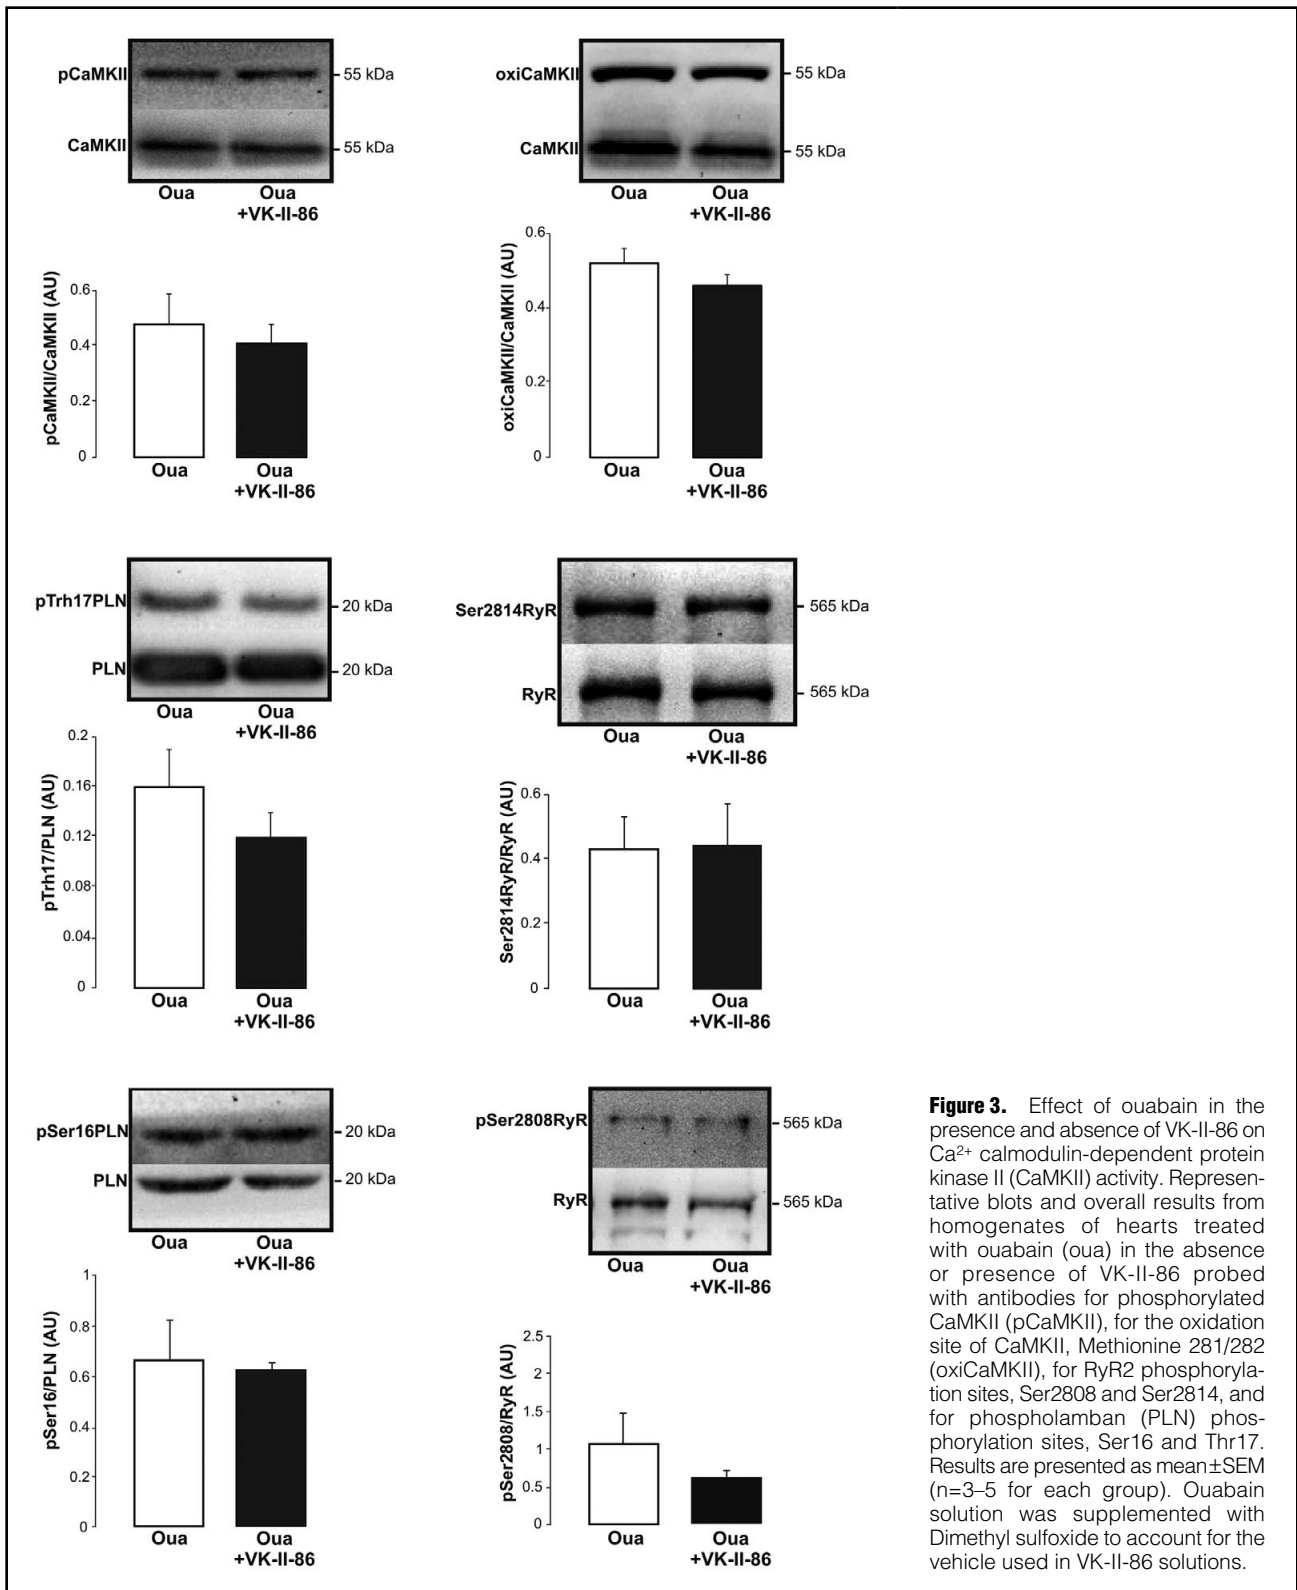 pCaMKII
55 kDa
CaMKII
55 kDa
Oua
Oua
+VK-II-86
pCaMKII/CaMKII (AU)
0.6
0.4
0.2
0
Oua
Oua
+VK-II-86
oxiCaMKII
55 kDa
CaMKII
55 kDa
Oua
Oua
+VK-II-86
oxiCaMKII/CaMKII (AU)
0.6
0.4
0.2
0
Oua
Oua
+VK-II-86
pTrh17PLN
20 kDa
PLN
20 kDa
Oua
Oua
+VK-II-86
pTrh17/PLN (AU)
0.2
0.16
0.12
0.08
0.04
0
Oua
Oua
+VK-II-86
Ser2814RyR
565 kDa
RyR
565 kDa
Oua
Oua
+VK-II-86
Ser2814RyR/RyR (AU)
0.6
0.4
0.2
0
Oua
Oua
+VK-II-86
pSer16PLN
20 kDa
PLN
20 kDa
Oua
Oua
+VK-II-86
pSer16/PLN (AU)
1
0.8
0.6
0.4
0.2
0
Oua
Oua
+VK-II-86
pSer2808RyR
565 kDa
RyR
565 kDa
Oua
Oua
+VK-II-86
pSer2808/RyR (AU)
2.5
2
1.5
1
0.5
0
Oua
Oua
+VK-II-86
Figure 3. Effect of ouabain in the
presence and absence of VK-II-86 on
Ca²⁺ calmodulin-dependent protein
kinase II (CaMKII) activity. Represen-
tative blots and overall results from
homogenates of hearts treated
with ouabain (oua) in the absence
or presence of VK-II-86 probed
with antibodies for phosphorylated
CaMKII (pCaMKII), for the oxidation
site of CaMKII, Methionine 281/282
(oxiCaMKII), for RyR2 phosphoryla-
tion sites, Ser2808 and Ser2814, and
for phospholamban (PLN) phos-
phorylation sites, Ser16 and Thr17.
Results are presented as mean±SEM
(n=3–5 for each group). Ouabain
solution was supplemented with
Dimethyl sulfoxide to account for the
vehicle used in VK-II-86 solutions.